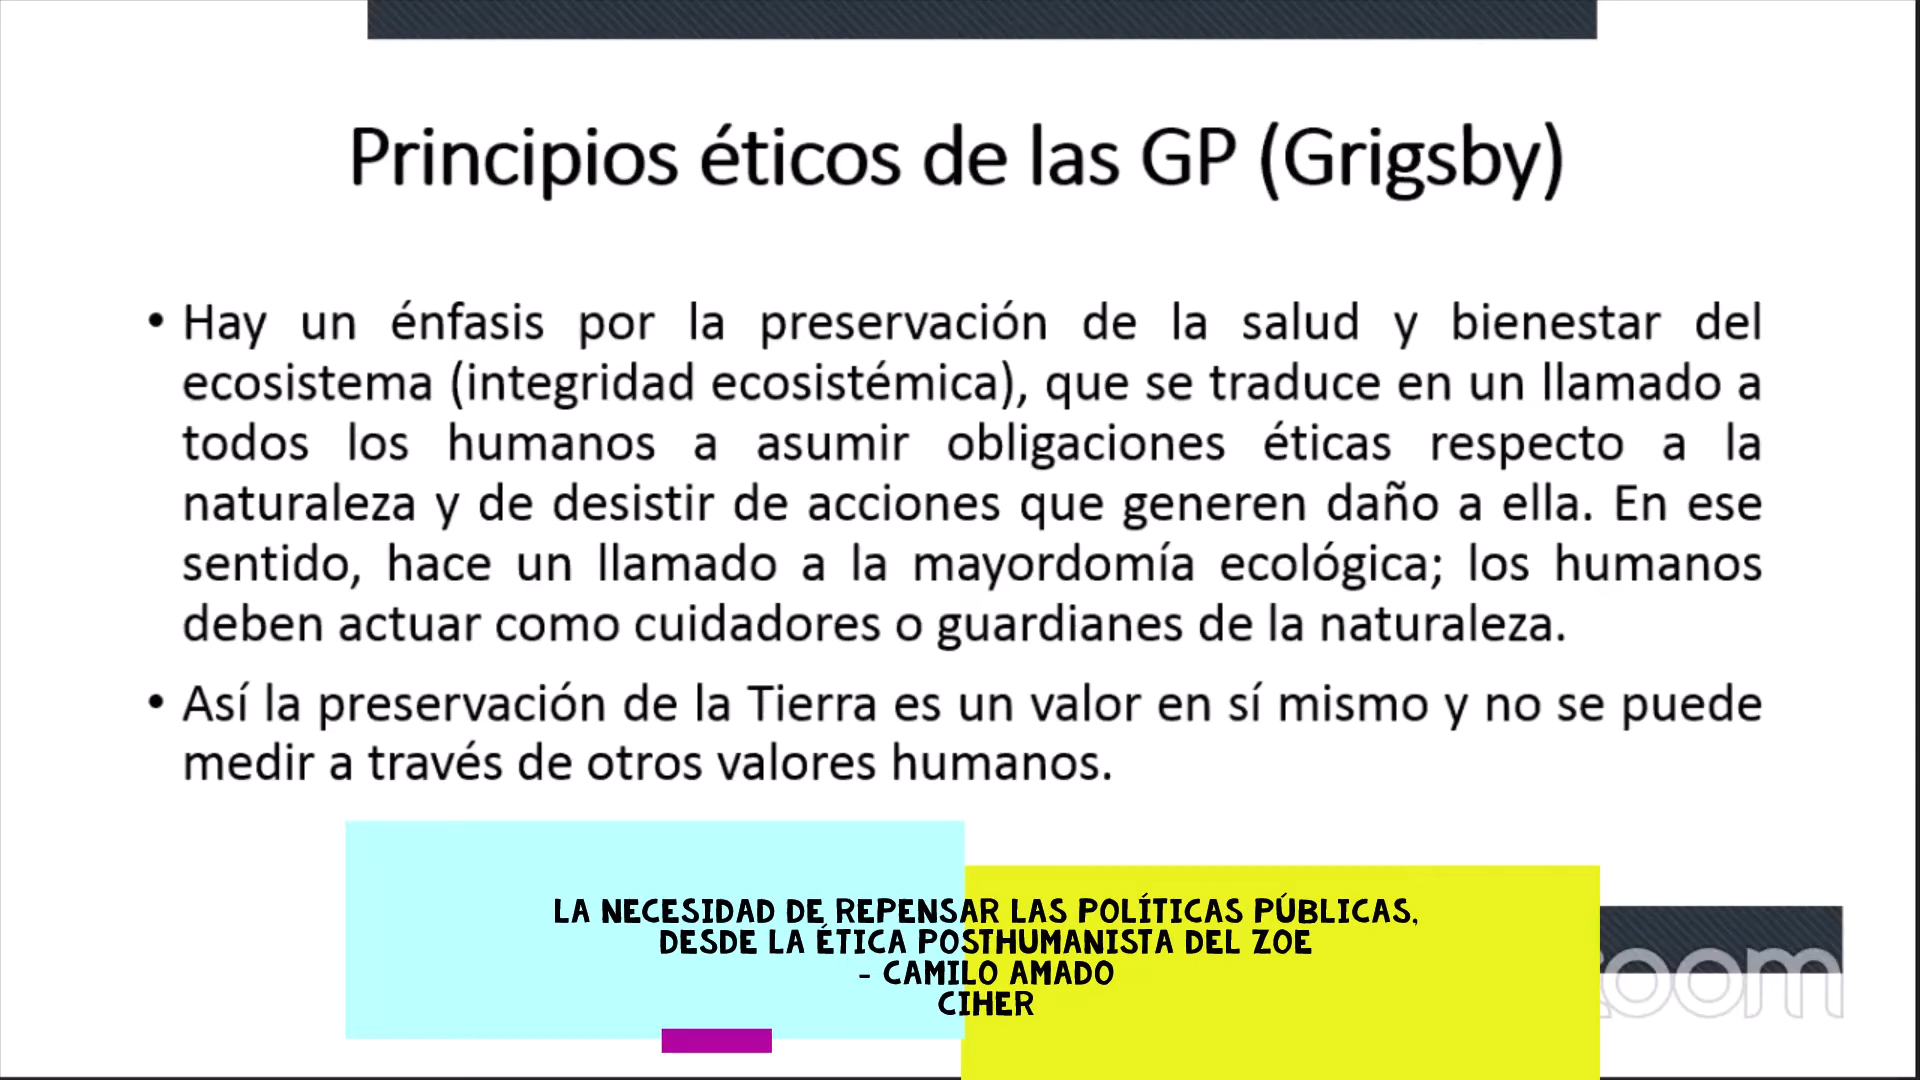 Principios éticos de las GP (Grigsby)
• Hay un énfasis por la preservación de la salud y bienestar del
ecosistema (integridad ecosistémica), que se traduce en un llamado a
todos los humanos a asumir obligaciones éticas respecto a la
naturaleza y de desistir de acciones que generen daño a ella. En ese
sentido, hace un llamado a la mayordomía ecológica; los humanos
deben actuar como cuidadores o guardianes de la naturaleza.
• Así la preservación de la Tierra es un valor en sí mismo y no se puede
medir a través de otros valores humanos.
LA NECESIDAD DE REPENSAR LAS POLÍTICAS PÚBLICAS,
DESDE LA ÉTICA POSTHUMANISTA DEL ZOE
- CAMILO AMADO
CIHER
zoom